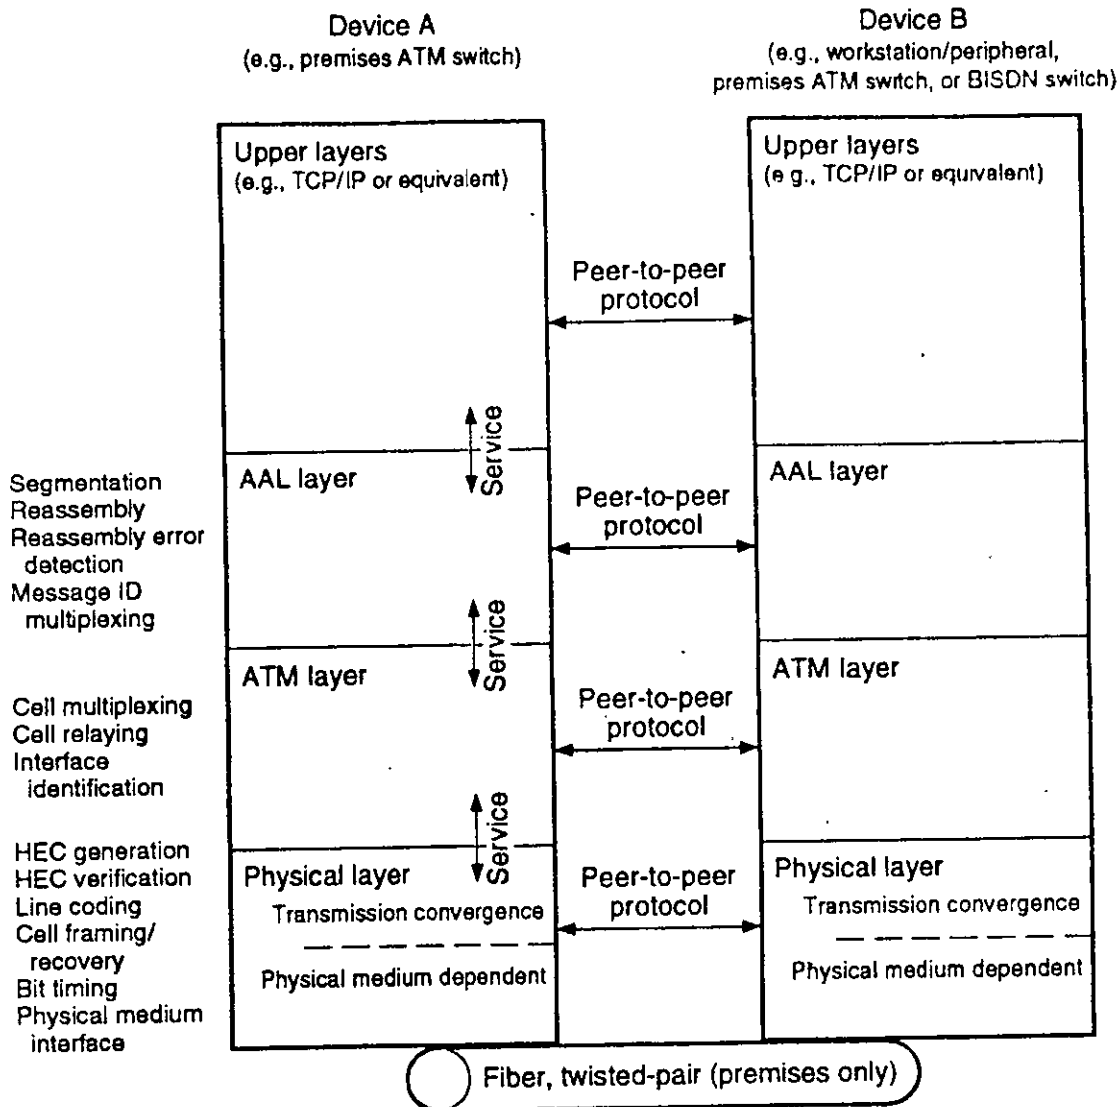 Device A
(e.g., premises ATM switch)
Device B
(e.g., workstation/peripheral,
premises ATM switch, or BISDN switch)
Upper layers
(e.g., TCP/IP or equivalent)
Upper layers
(e g., TCP/IP or equivalent)
Peer-to-peer
protocol
Service
AAL layer
AAL layer
Segmentation
Reassembly
Reassembly error
detection
Message ID
multiplexing
Peer-to-peer
protocol
Service
ATM layer
ATM layer
Cell multiplexing
Cell relaying
Interface
identification
Peer-to-peer
protocol
Service
HEC generation
HEC verification
Line coding
Cell framing/
recovery
Bit timing
Physical medium
interface
Physical layer
Transmission convergence
Physical medium dependent
Peer-to-peer
protocol
Physical layer
Transmission convergence
Physical medium dependent
Fiber, twisted-pair (premises only)